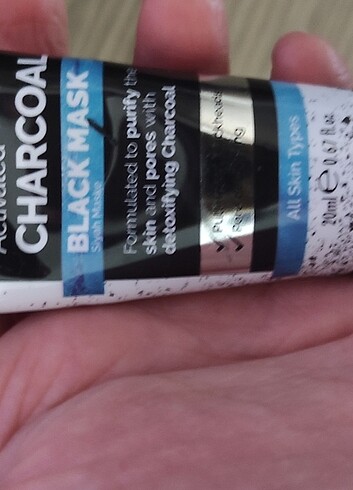 Activated
CHARCOAL
BLACK MASK
Siyah Maske
Formulated to purify the
skin and pores with
detoxifying Charcoal
All Skin Types
20ml e 0.67 fl.oz.